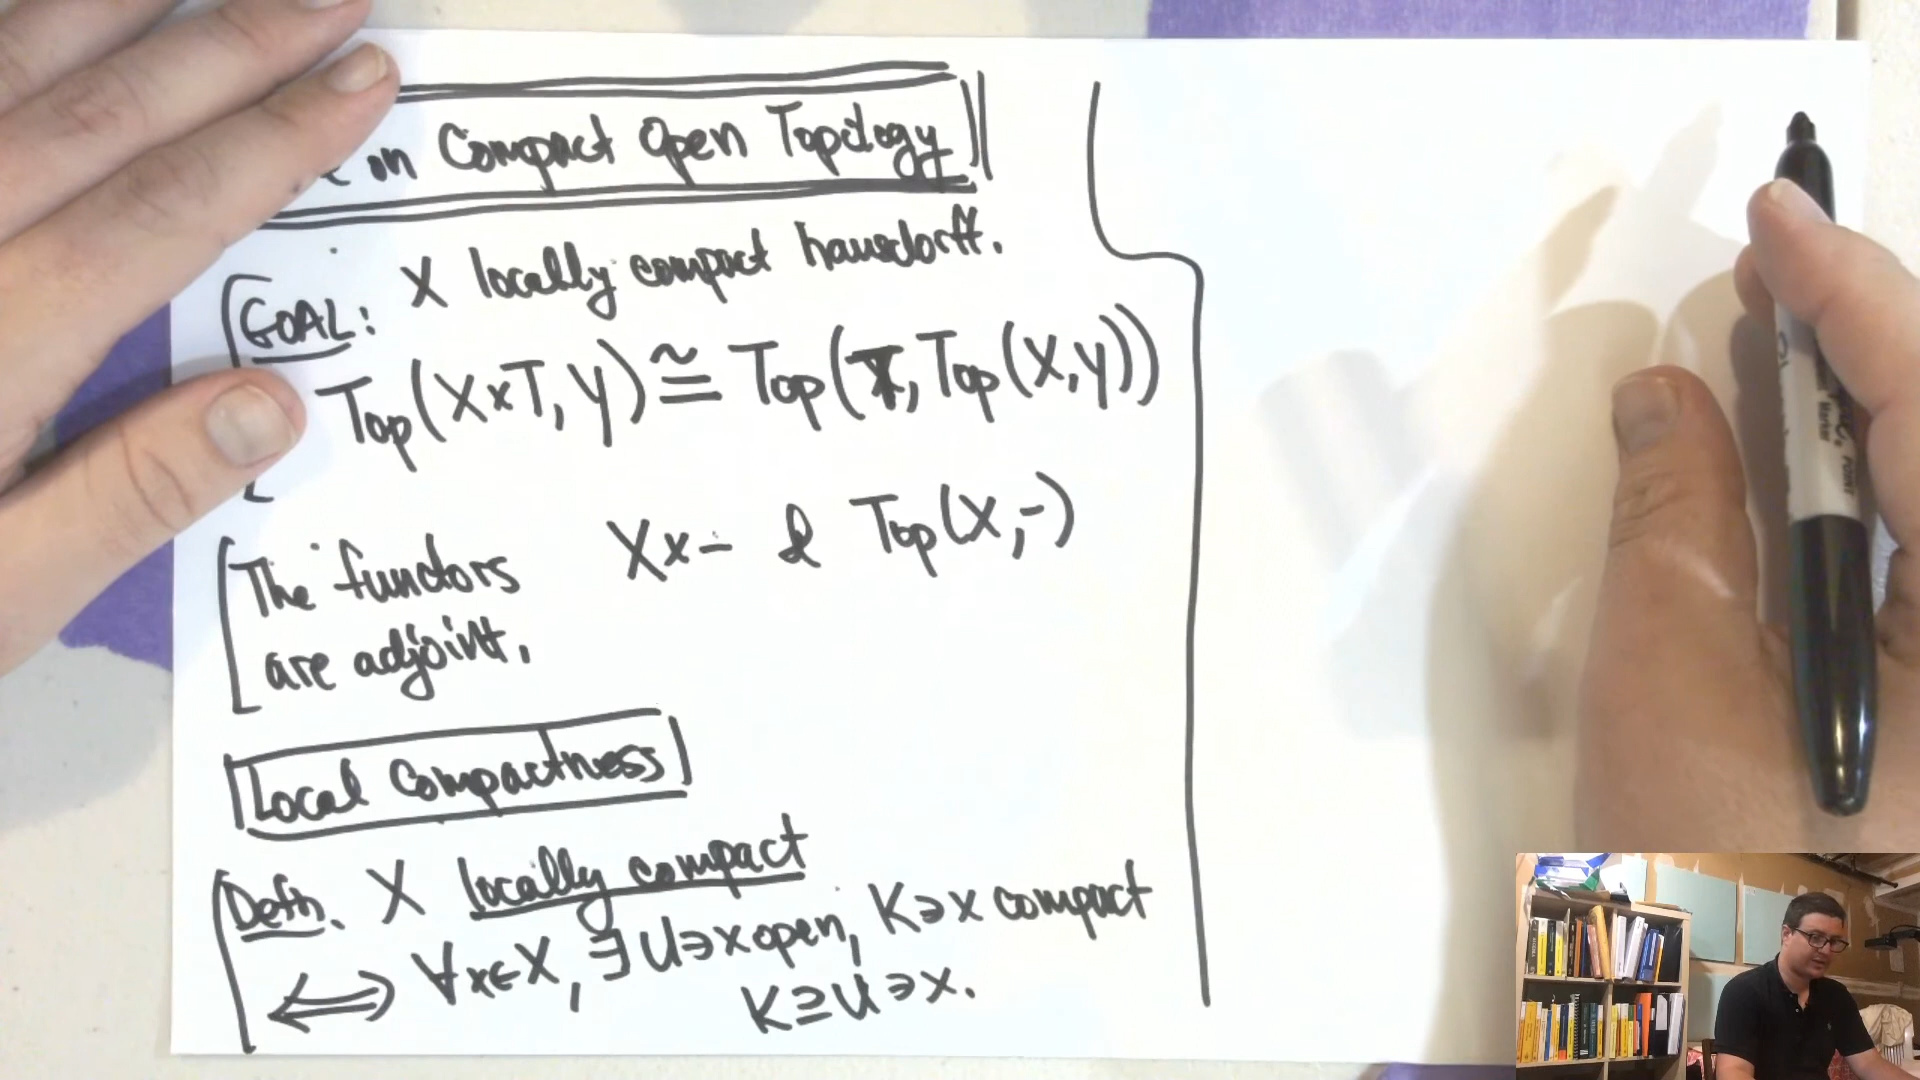 on Compact Open Topology
GOAL: X locally compact hausdorff.
Top(X×T, Y) ≅ Top(T, Top(X,Y))
The functors X×- & Top(X,-)
are adjoint.
Local Compactness
Defn. X locally compact
⟺ ∀x∈X, ∃U∋x open, K∋x compact
K⊇U∋x.